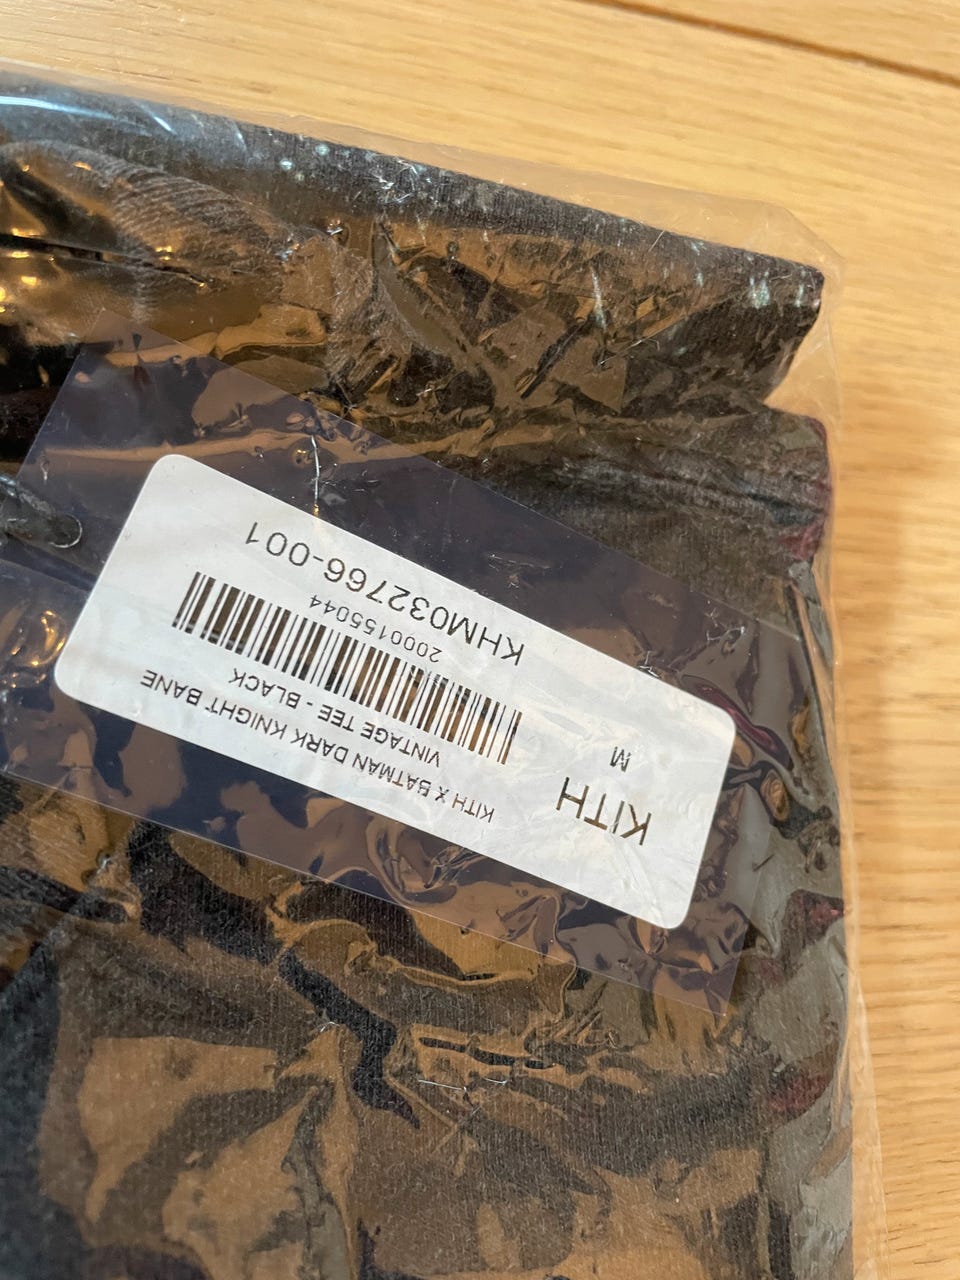 KITH
M
KITH X BATMAN DARK KNIGHT BANE
VINTAGE TEE - BLACK
2000155044
KHM032766-001